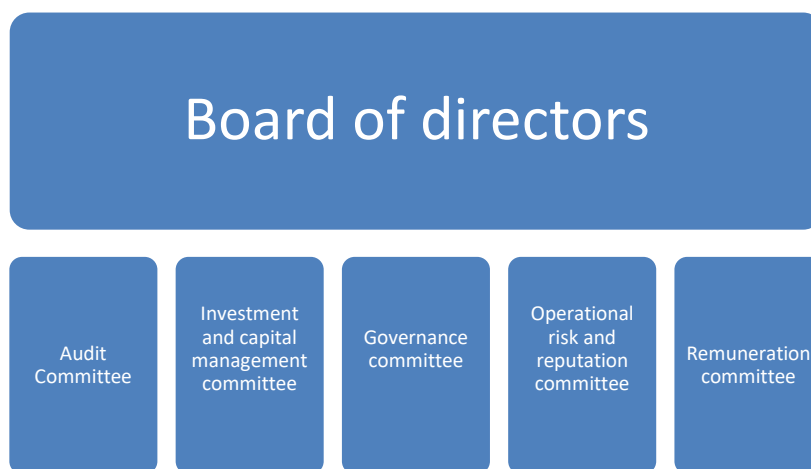 Board of directors
Audit
Committee
Investment
and capital
management
committee
Governance
committee
Operational
risk and
reputation
committee
Remuneration
committee